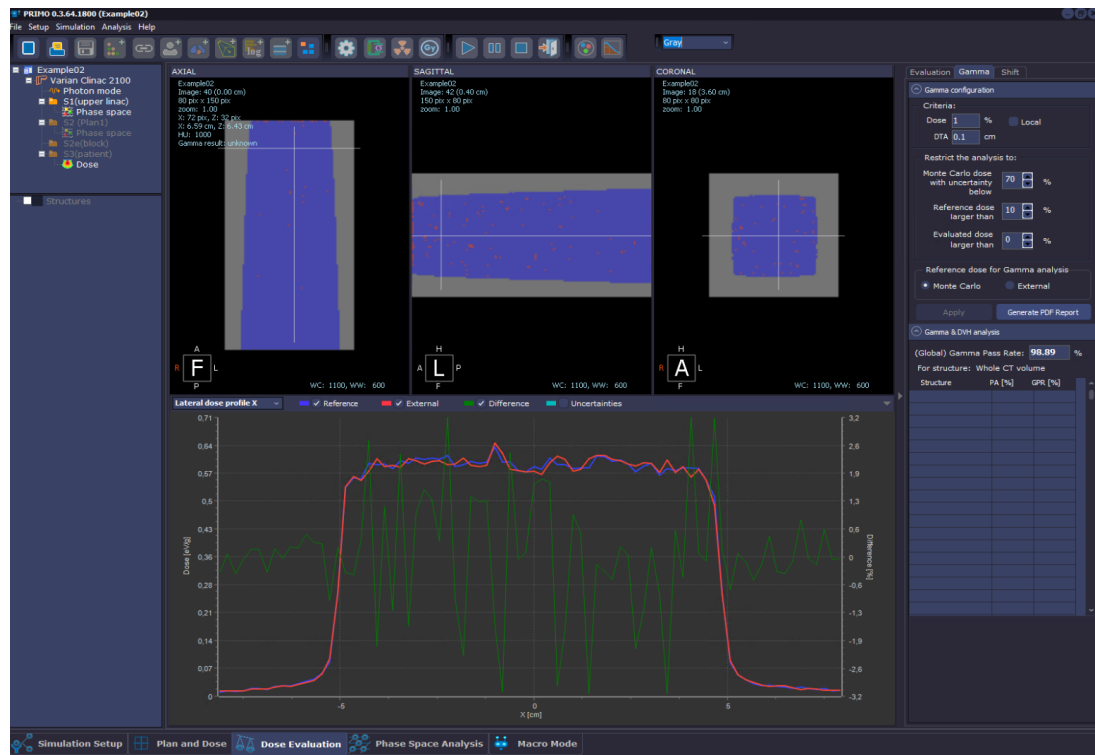 PRIMO 0.3.64.1800 (Example02)
File Setup Simulation Analysis Help
log
Gy
Gray
Example02
Varian Clinac 2100
Photon mode
S1(upper linac)
Phase space
S2 (Plan1)
Phase space
S2e(block)
S3(patient)
Dose
Structures
AXIAL
Example02
Image: 40 (0.00 cm)
80 pix x 150 pix
zoom: 1.00
X: 72 pix, Z: 32 pix
X: 6.59 cm, Z: 6.43 cm
HU: 1000
Gamma result: unknown
A
R F L
P
WC: 1100, WW: 600
SAGITTAL
Example02
Image: 42 (0.40 cm)
150 pix x 80 pix
zoom: 1.00
H
A L P
F
WC: 1100, WW: 600
CORONAL
Example02
Image: 18 (3.60 cm)
80 pix x 80 pix
zoom: 1.00
H
R A L
F
WC: 1100, WW: 600
Lateral dose profile X
Reference
External
Difference
Uncertainties
0,71
0,64
0,57
0,5
0,43
0,36
0,28
0,21
0,14
0,07
0
Dose [eV/g]
3,2
2,6
1,9
1,3
0,6
0
-0,6
-1,3
-1,9
-2,6
-3,2
Difference [%]
-5
0
5
X [cm]
Evaluation Gamma Shift
Gamma configuration
Criteria:
Dose 1 % Local
DTA 0.1 cm
Restrict the analysis to:
Monte Carlo dose
with uncertainty 70 %
below
Reference dose
larger than 10 %
Evaluated dose
larger than 0 %
Reference dose for Gamma analysis
Monte Carlo External
Apply Generate PDF Report
Gamma & DVH analysis
(Global) Gamma Pass Rate: 98.89 %
For structure: Whole CT volume
Structure PA [%] GPR [%]
Simulation Setup Plan and Dose Dose Evaluation Phase Space Analysis Macro Mode